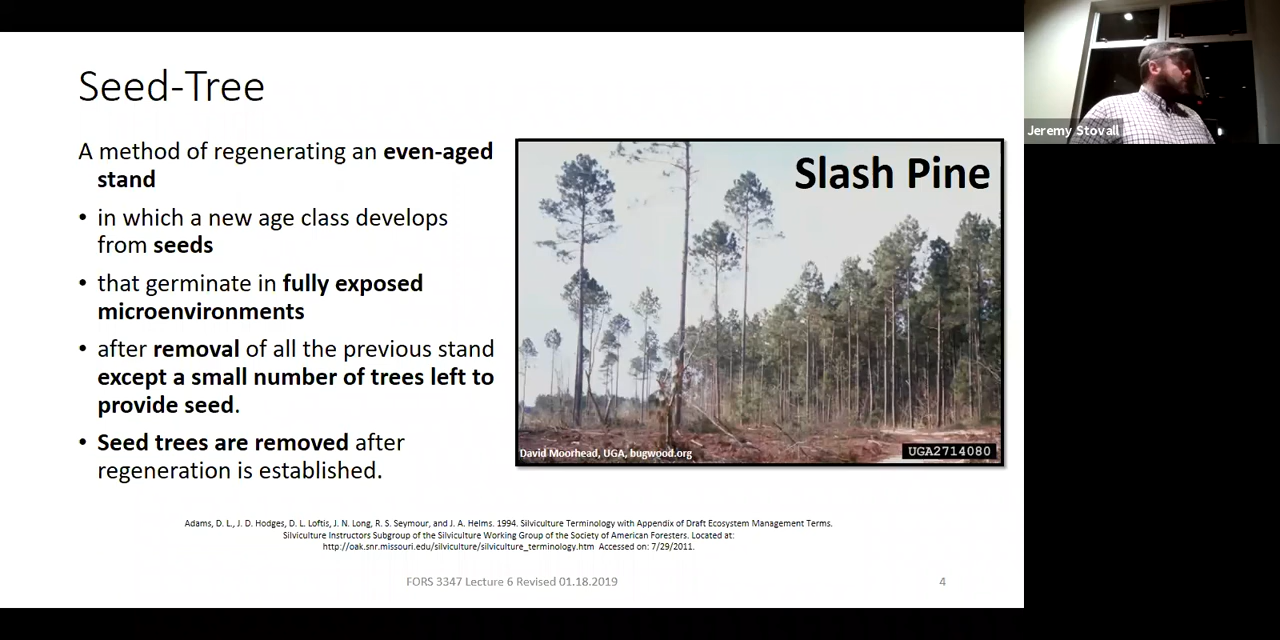 Seed-Tree
A method of regenerating an even-aged
stand
• in which a new age class develops
from seeds
• that germinate in fully exposed
microenvironments
• after removal of all the previous stand
except a small number of trees left to
provide seed.
• Seed trees are removed after
regeneration is established.
Slash Pine
David Moorhead, UGA, bugwood.org
UGA2714080
Adams, D. L., J. D. Hodges, D. L. Loftis, J. N. Long, R. S. Seymour, and J. A. Helms. 1994. Silviculture Terminology with Appendix of Draft Ecosystem Management Terms.
Silviculture Instructors Subgroup of the Silviculture Working Group of the Society of American Foresters. Located at:
http://oak.snr.missouri.edu/silviculture/silviculture_terminology.htm Accessed on: 7/29/2011.
FORS 3347 Lecture 6 Revised 01.18.2019
4
Jeremy Stovall